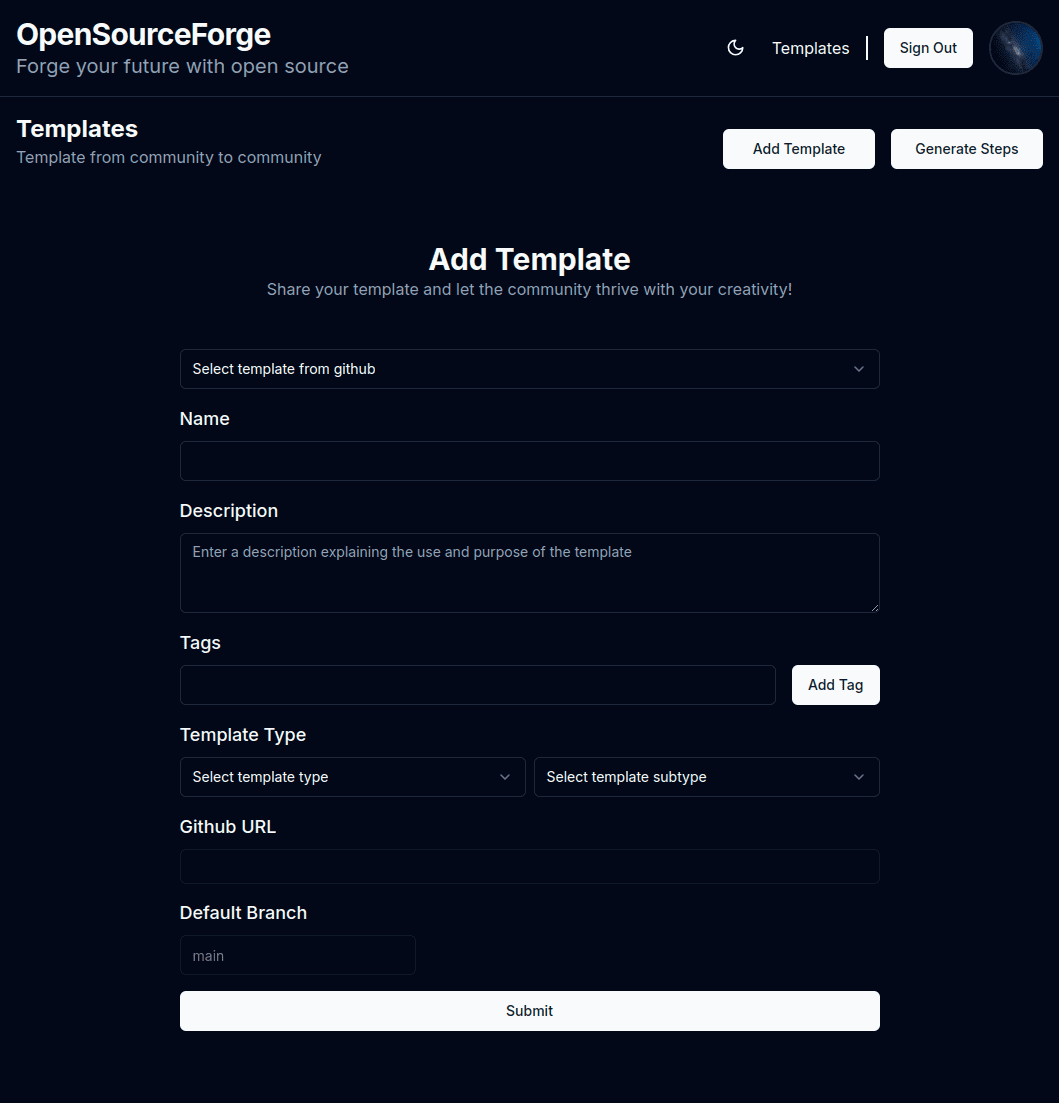 OpenSourceForge
Forge your future with open source
Templates
Sign Out
Templates
Template from community to community
Add Template
Generate Steps
Add Template
Share your template and let the community thrive with your creativity!
Select template from github
Name
Description
Enter a description explaining the use and purpose of the template
Tags
Add Tag
Template Type
Select template type
Select template subtype
Github URL
Default Branch
main
Submit